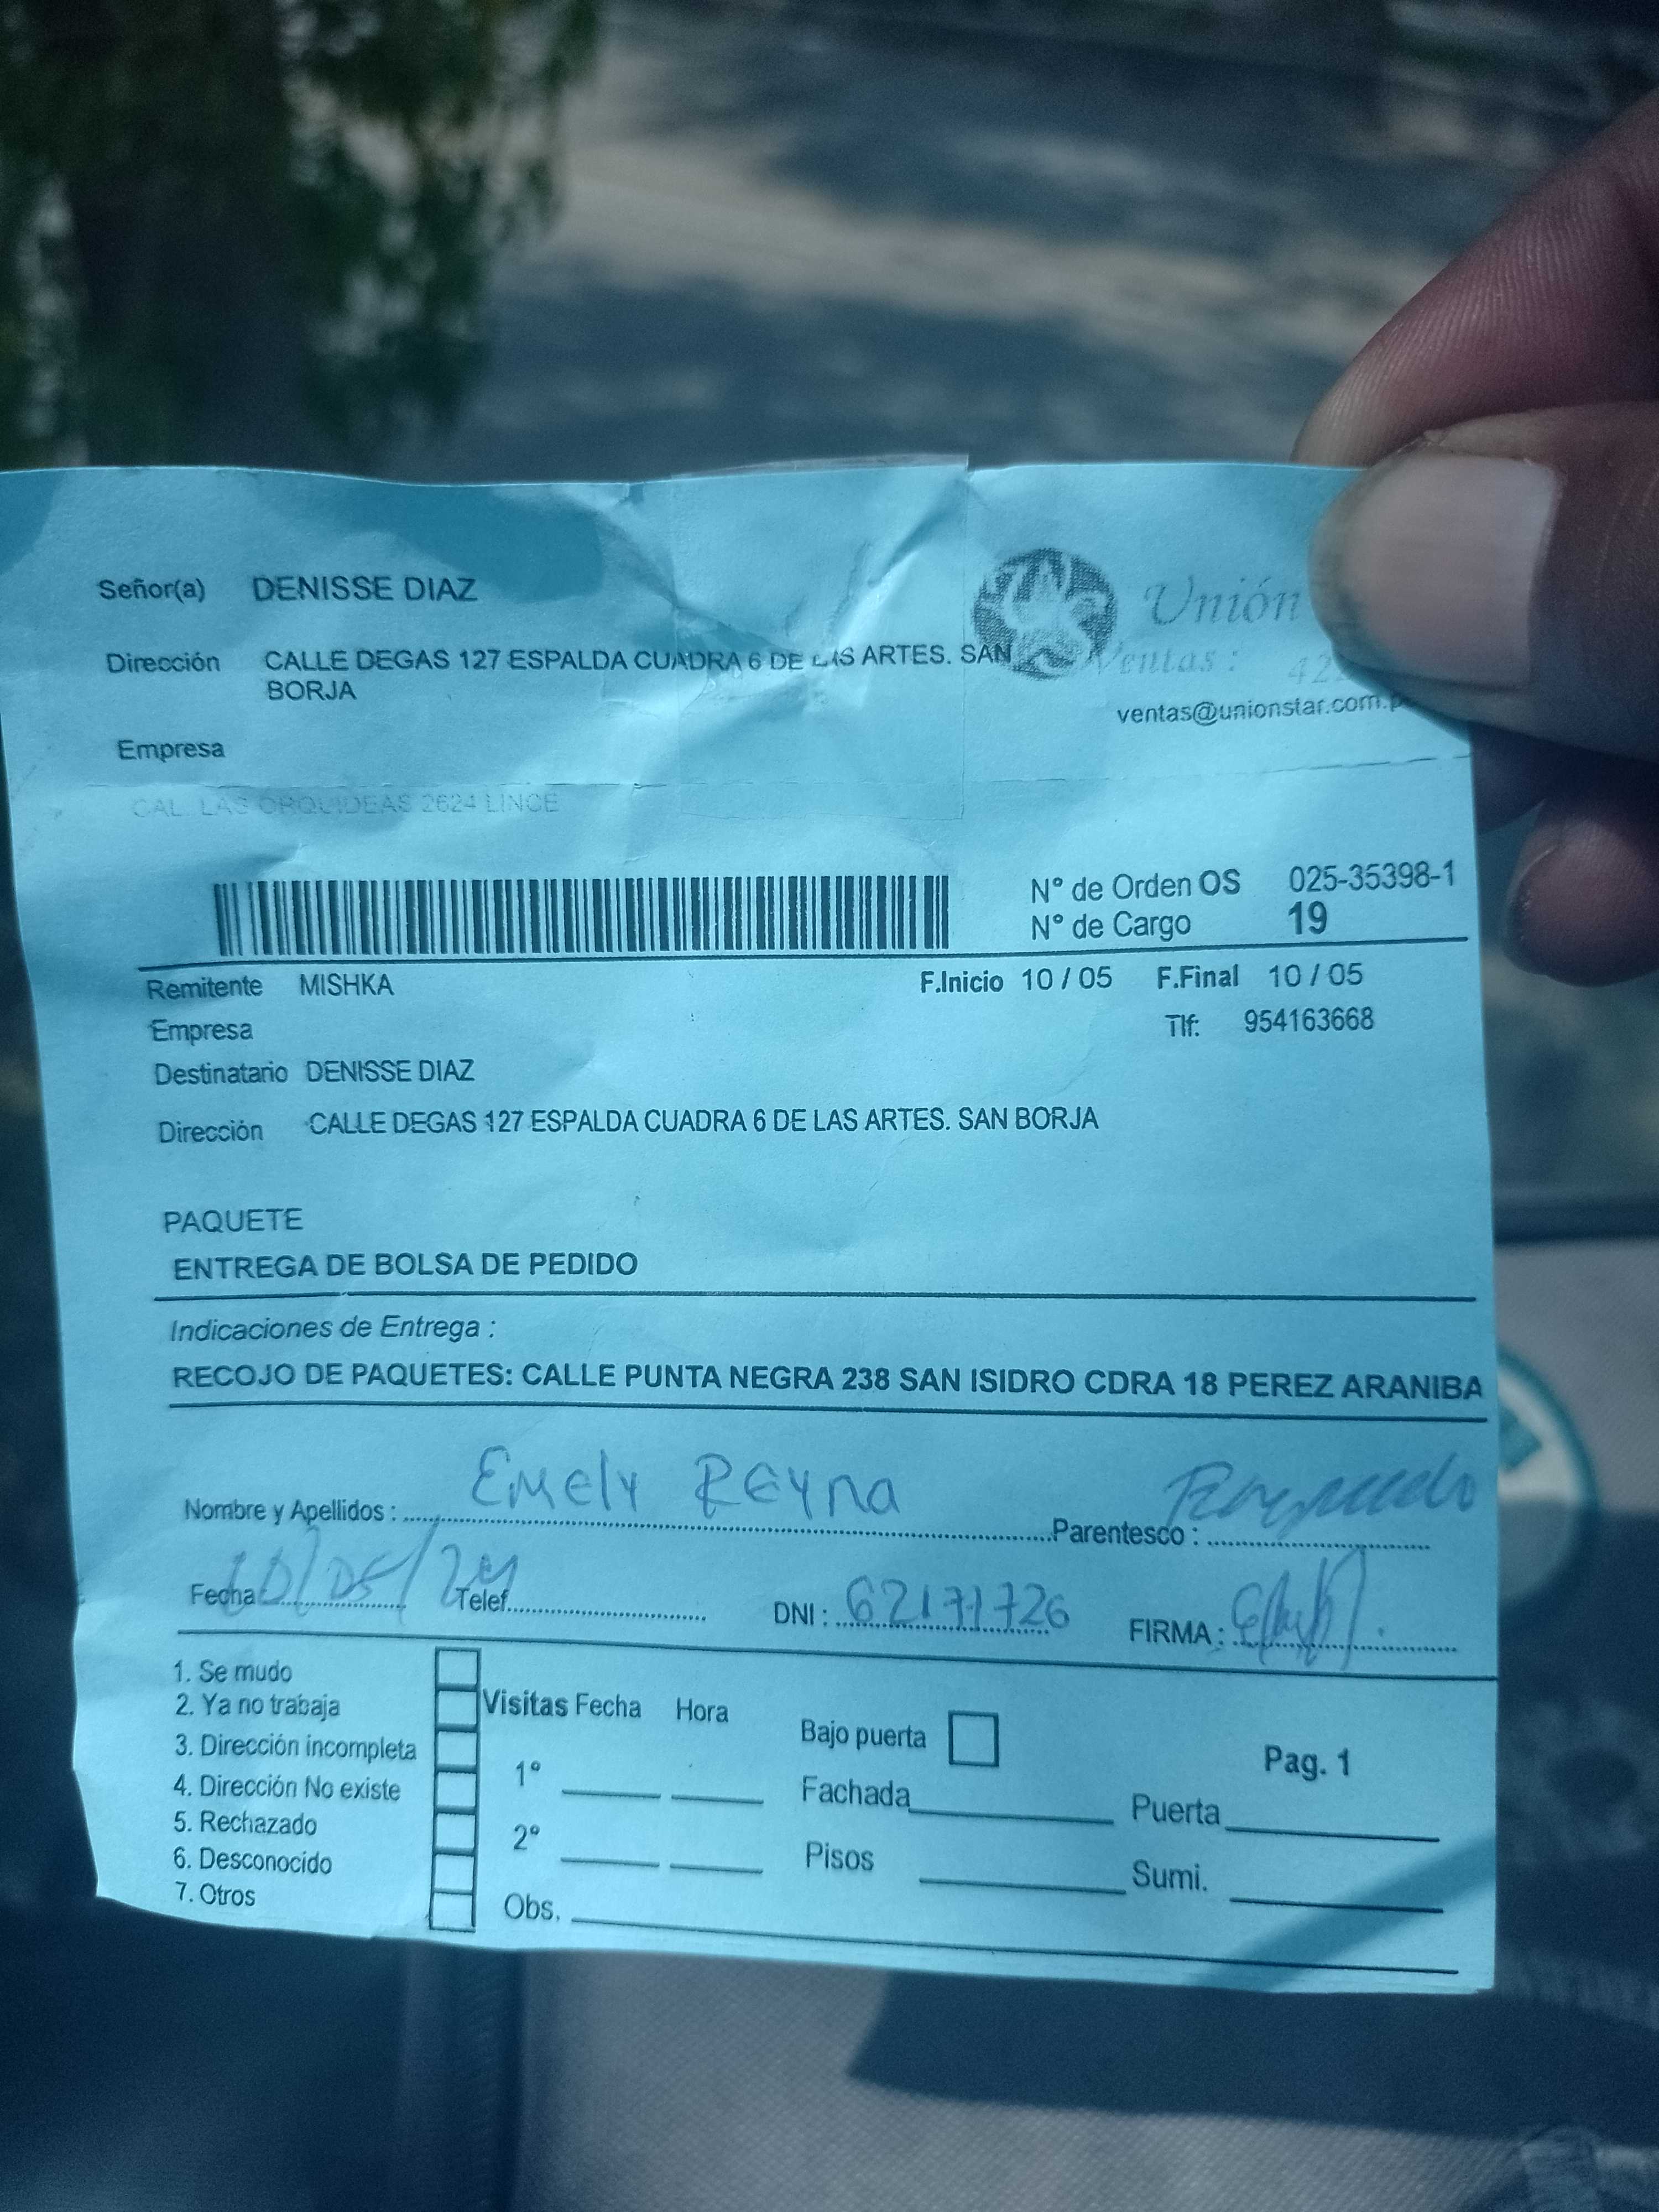 Señor(a) DENISSE DIAZ
Unión
Dirección CALLE DEGAS 127 ESPALDA CUADRA 6 DE LAS ARTES. SAN
BORJA
Ventas: 42
ventas@unionstar.com.p
Empresa
CAL. LAS ORQUIDEAS 2624 LINCE
N° de Orden OS 025-35398-1
N° de Cargo 19
Remitente MISHKA F.Inicio 10 / 05 F.Final 10 / 05
Empresa Tlf: 954163668
Destinatario DENISSE DIAZ
Dirección CALLE DEGAS 127 ESPALDA CUADRA 6 DE LAS ARTES. SAN BORJA
PAQUETE
ENTREGA DE BOLSA DE PEDIDO
Indicaciones de Entrega :
RECOJO DE PAQUETES: CALLE PUNTA NEGRA 238 SAN ISIDRO CDRA 18 PEREZ ARANIBA
Nombre y Apellidos : Emely Reyna Parentesco :
Fecha 10/05/24 Telef. DNI : 62171726 FIRMA :
1. Se mudo
2. Ya no trabaja
3. Dirección incompleta
4. Dirección No existe
5. Rechazado
6. Desconocido
7. Otros
Visitas Fecha Hora
1°
2°
Obs.
Bajo puerta
Fachada
Pisos
Pag. 1
Puerta
Sumi.